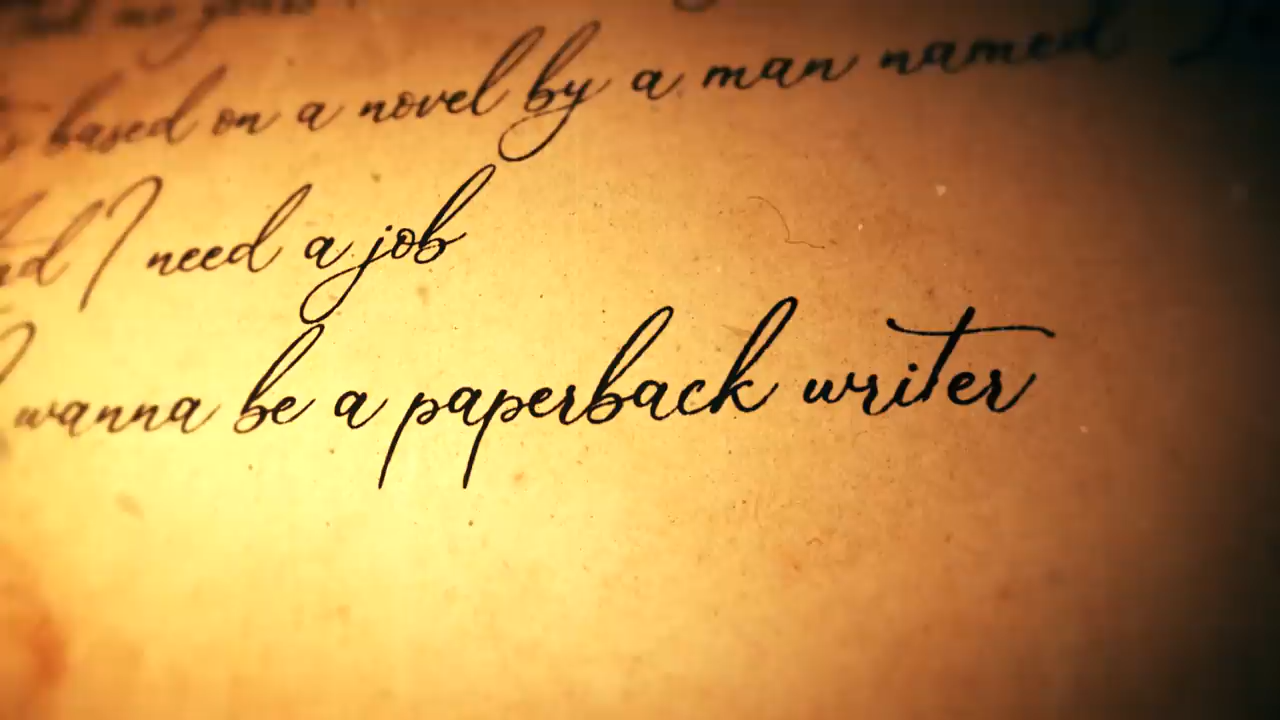 based on a novel by a man named
I need a job
wanna be a paperback writer